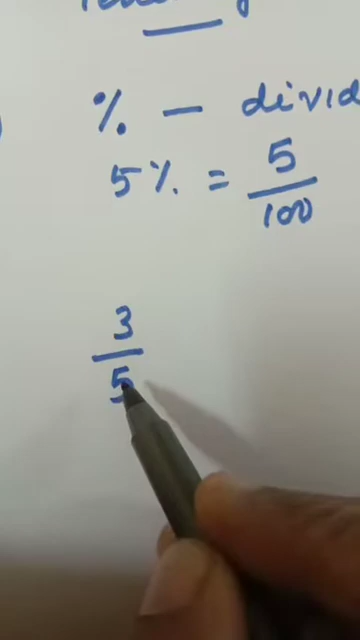 % — divid
5% = 5/100
3/5